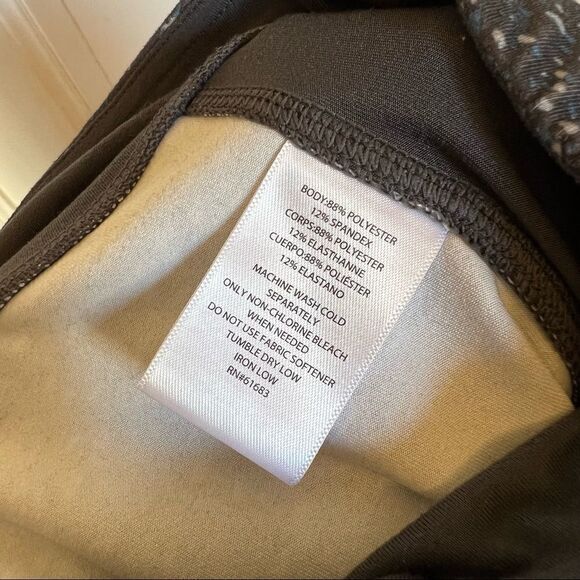 BODY:88% POLYESTER
12% SPANDEX
CORPS:88% POLYESTER
12% ELASTHANNE
CUERPO:88% POLIÉSTER
12% ELASTANO
MACHINE WASH COLD
SEPARATELY
ONLY NON-CHLORINE BLEACH
WHEN NEEDED
DO NOT USE FABRIC SOFTENER
TUMBLE DRY LOW
IRON LOW
RN#61683